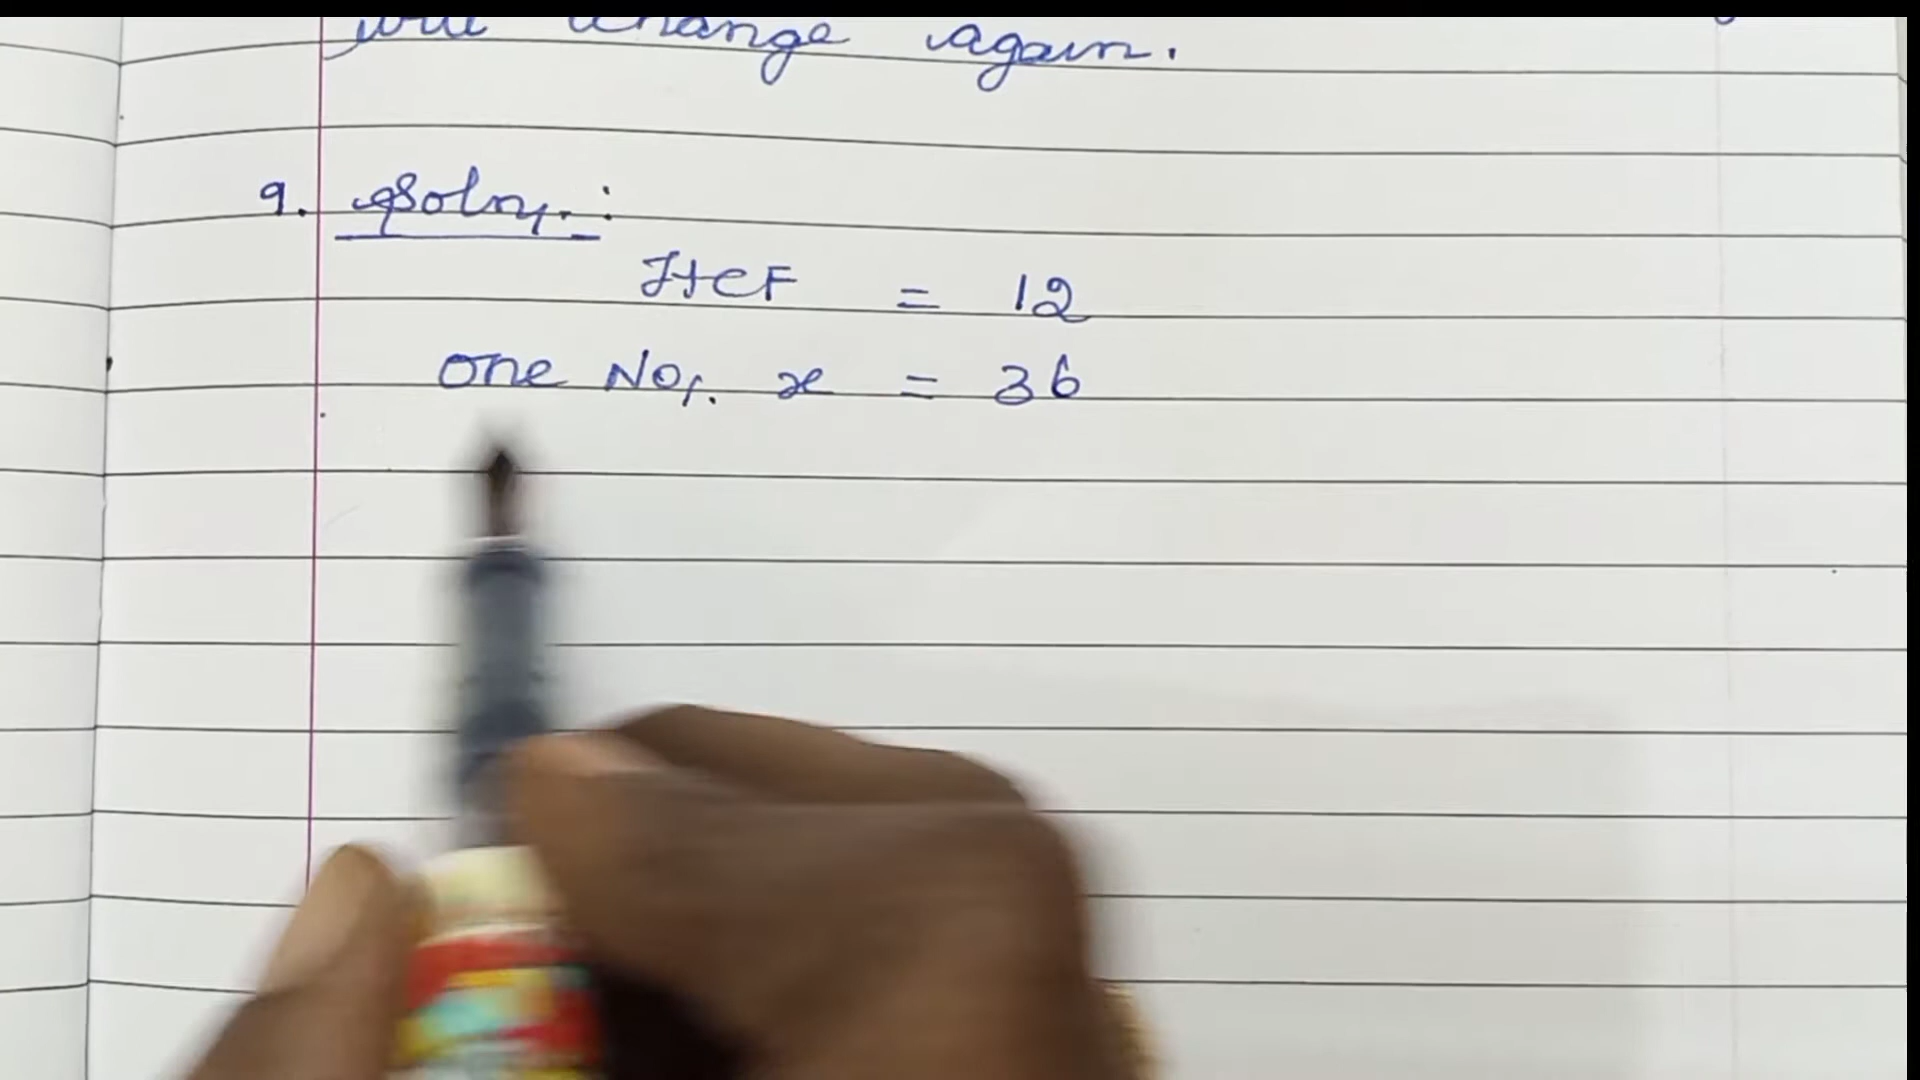 will change again.
9. Soln. :
HCF = 12
one No. x = 36